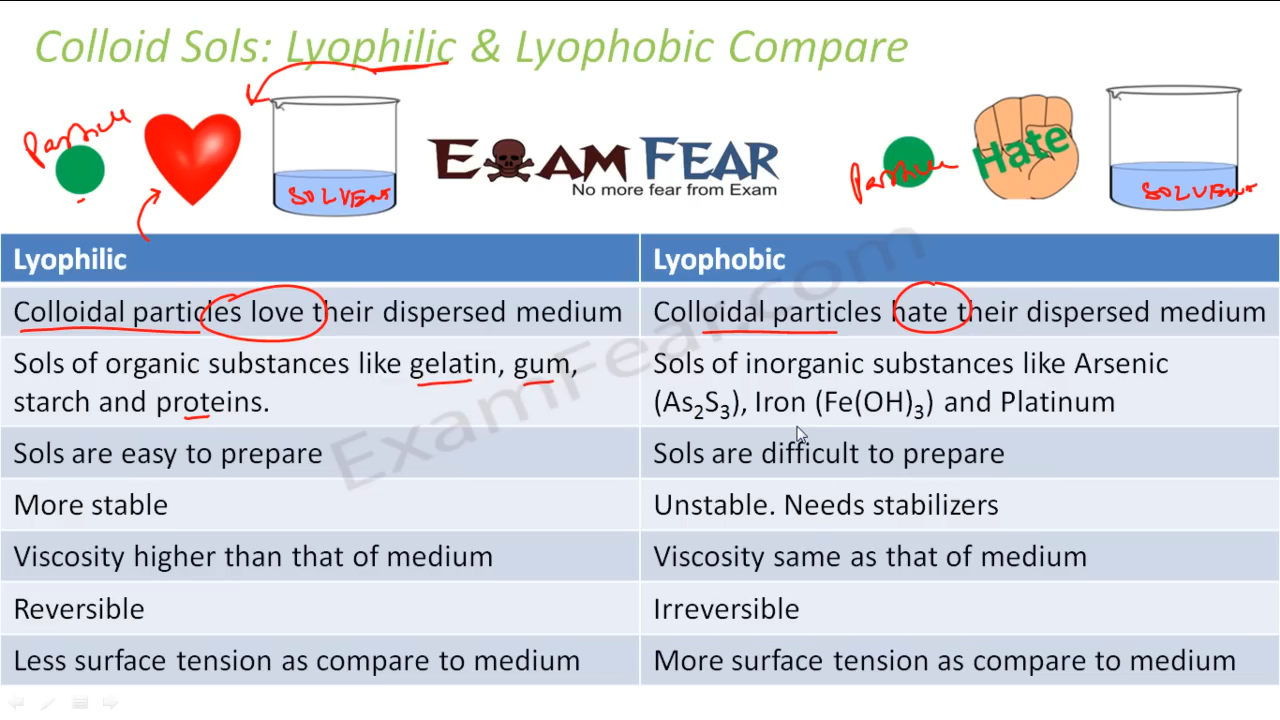 Colloid Sols: Lyophilic & Lyophobic Compare
Particle
SOLVENT
EXAM FEAR
No more fear from Exam
Particle
Hate
SOLVENT
Lyophilic
Lyophobic
Colloidal particles love their dispersed medium
Colloidal particles hate their dispersed medium
Sols of organic substances like gelatin, gum,
starch and proteins.
Sols of inorganic substances like Arsenic
(As₂S₃), Iron (Fe(OH)₃) and Platinum
Sols are easy to prepare
Sols are difficult to prepare
More stable
Unstable. Needs stabilizers
Viscosity higher than that of medium
Viscosity same as that of medium
Reversible
Irreversible
Less surface tension as compare to medium
More surface tension as compare to medium
ExamFear.com